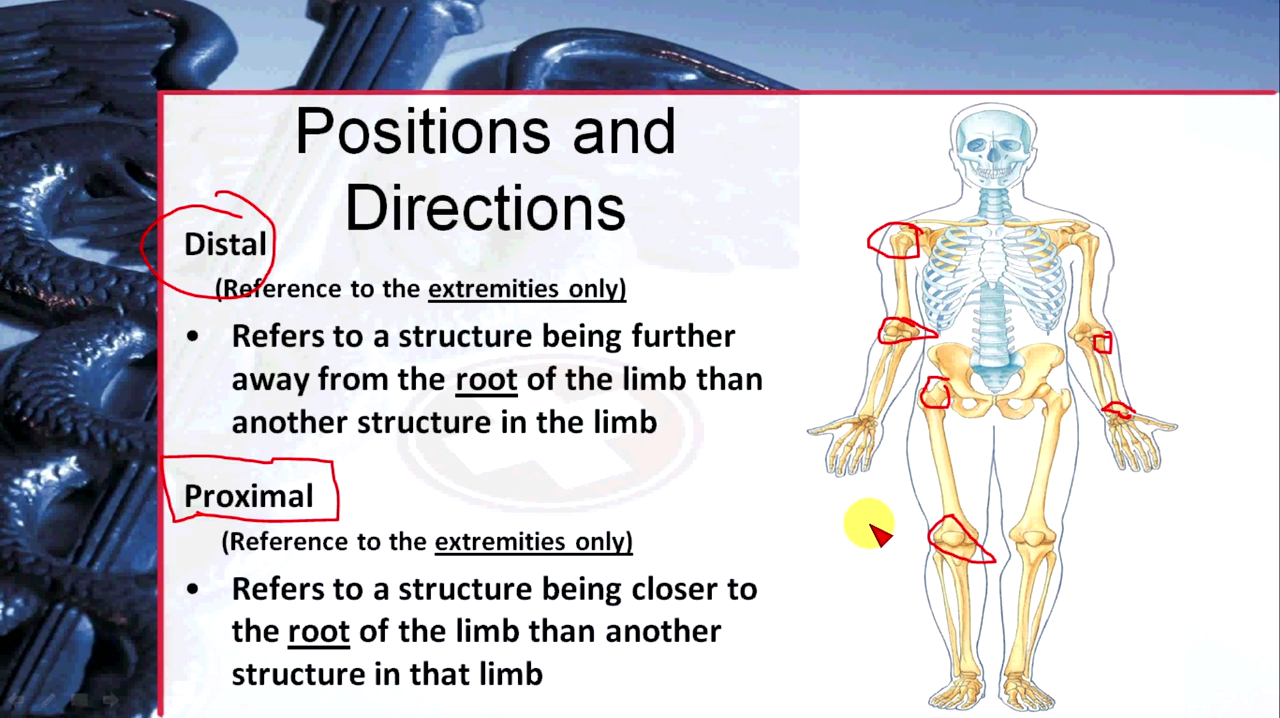 Positions and
Directions
Distal
(Reference to the extremities only)
• Refers to a structure being further
away from the root of the limb than
another structure in the limb
Proximal
(Reference to the extremities only)
• Refers to a structure being closer to
the root of the limb than another
structure in that limb